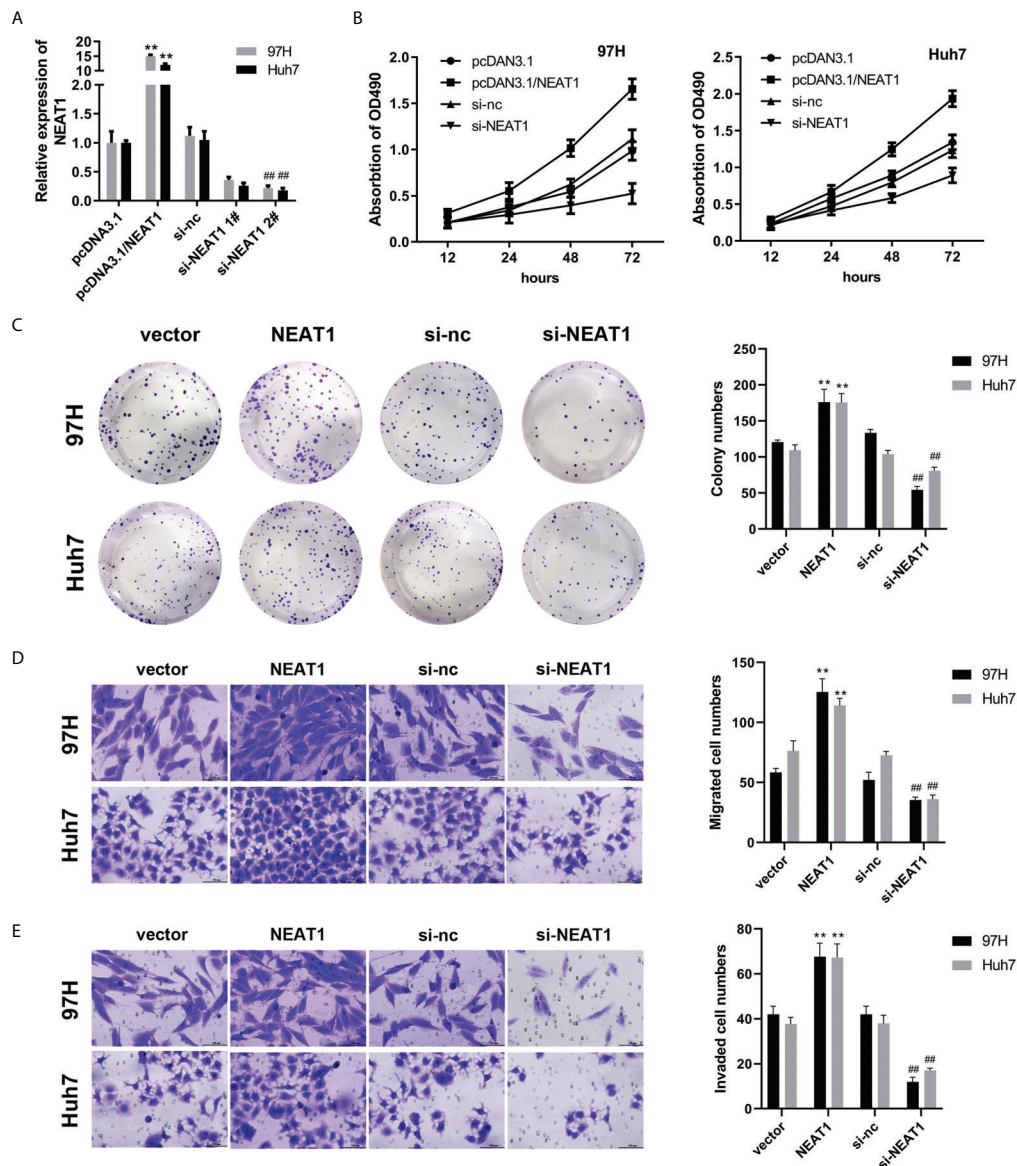 A
Relative expression of
NEAT1
20
15
10
5
2.0
1.5
1.0
0.5
0.0
** **
## ##
97H
Huh7
pcDNA3.1
pcDNA3.1/NEAT1
si-nc
si-NEAT1 1#
si-NEAT1 2#
B
97H
Absorbtion of OD490
2.0
1.5
1.0
0.5
0.0
pcDAN3.1
pcDAN3.1/NEAT1
si-nc
si-NEAT1
12 24 48 72
hours
Huh7
Absorbtion of OD490
2.0
1.5
1.0
0.5
0.0
pcDAN3.1
pcDAN3.1/NEAT1
si-nc
si-NEAT1
12 24 48 72
hours
C
vector NEAT1 si-nc si-NEAT1
97H
Huh7
Colony numbers
250
200
150
100
50
0
** **
## ##
97H
Huh7
vector
NEAT1
si-nc
si-NEAT1
D
vector NEAT1 si-nc si-NEAT1
97H
Huh7
Migrated cell numbers
150
100
50
0
** **
## ##
97H
Huh7
vector
NEAT1
si-nc
si-NEAT1
E
vector NEAT1 si-nc si-NEAT1
97H
Huh7
Invaded cell numbers
80
60
40
20
0
** **
## ##
97H
Huh7
vector
NEAT1
si-nc
si-NEAT1